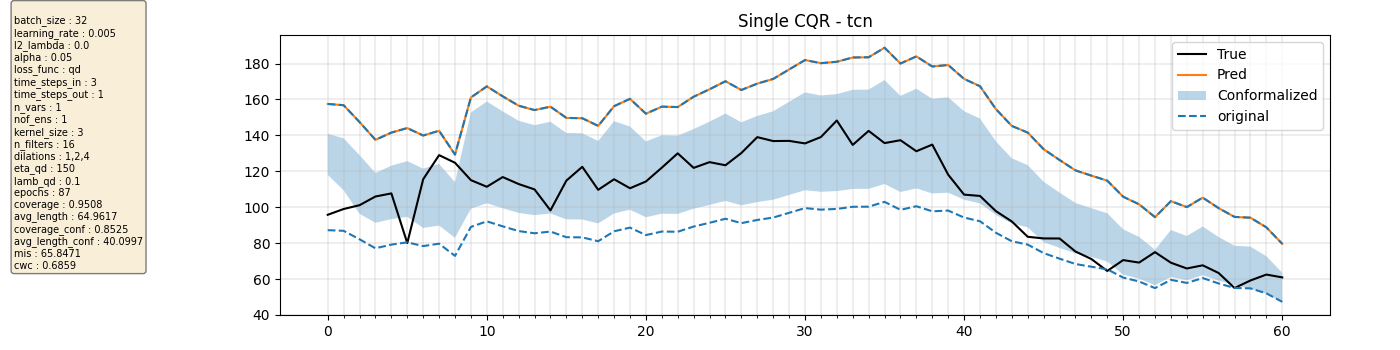 batch_size : 32
learning_rate : 0.005
l2_lambda : 0.0
alpha : 0.05
loss_func : qd
time_steps_in : 3
time_steps_out : 1
n_vars : 1
nof_ens : 1
kernel_size : 3
n_filters : 16
dilations : 1,2,4
eta_qd : 150
lamb_qd : 0.1
epochs : 87
coverage : 0.9508
avg_length : 64.9617
coverage_conf : 0.8525
avg_length_conf : 40.0997
mis : 65.8471
cwc : 0.6859
Single CQR - tcn
True
Pred
Conformalized
original
180
160
140
120
100
80
60
40
0 10 20 30 40 50 60